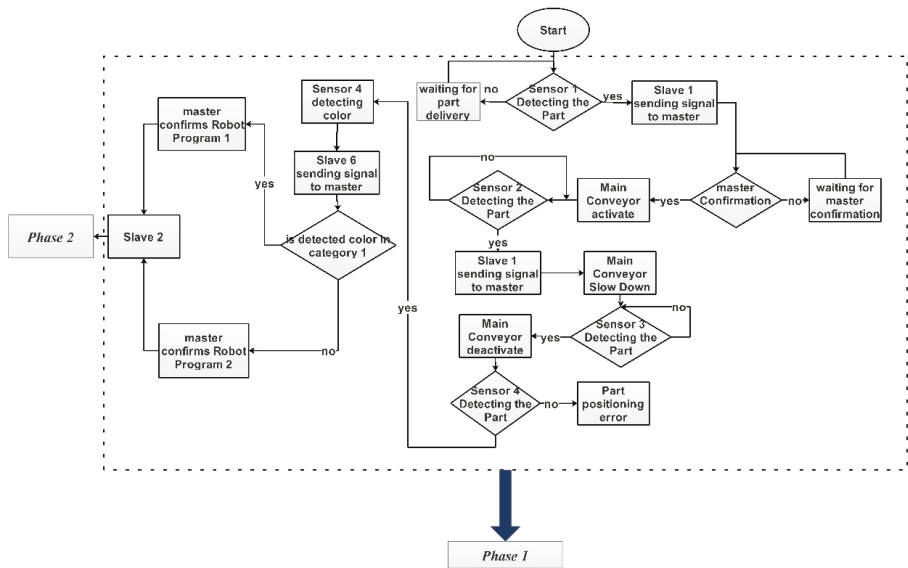 Start
Sensor 1
Detecting the
Part
no
waiting for
part delivery
yes
Slave 1
sending signal
to master
master
Confirmation
no
waiting for
master
confirmation
yes
Main
Conveyor
activate
Sensor 2
Detecting the
Part
no
yes
Slave 1
sending signal
to master
Main
Conveyor
Slow Down
Sensor 3
Detecting the
Part
no
yes
Main
Conveyor
deactivate
Sensor 4
Detecting the
Part
no
Part
positioning
error
yes
Sensor 4
detecting
color
Slave 6
sending signal
to master
is detected color in
category 1
yes
master
confirms Robot
Program 1
no
master
confirms Robot
Program 2
Slave 2
Phase 2
Phase 1